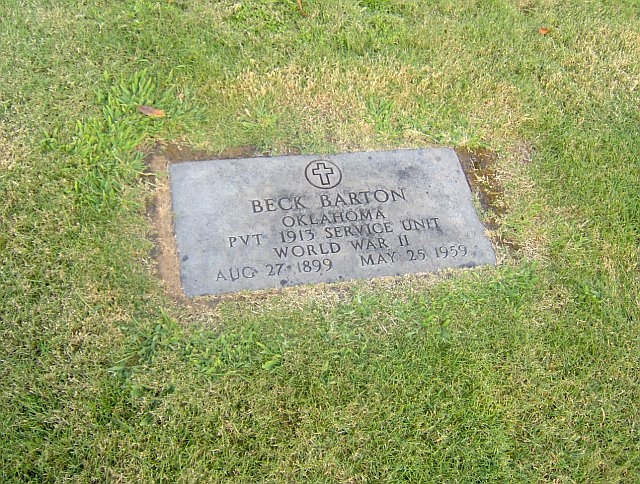 BECK BARTON
OKLAHOMA
PVT 1913 SERVICE UNIT
WORLD WAR II
AUG 27 1899 MAY 25 1959